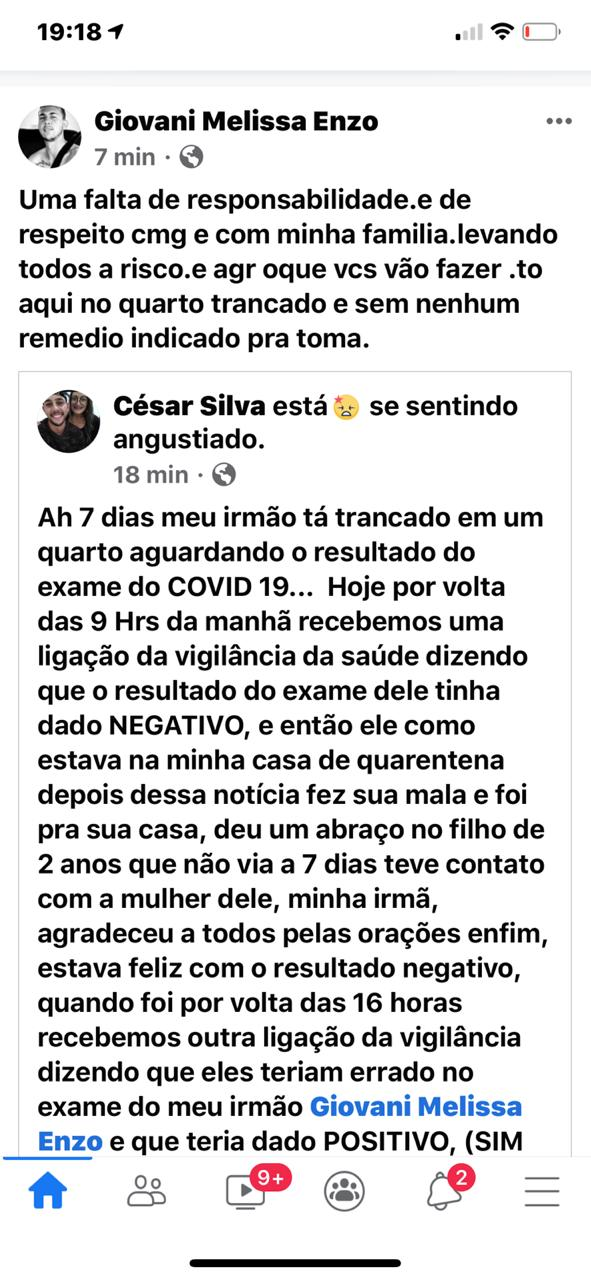 19:18
Giovani Melissa Enzo
7 min ·
Uma falta de responsabilidade.e de
respeito cmg e com minha familia.levando
todos a risco.e agr oque vcs vão fazer .to
aqui no quarto trancado e sem nenhum
remedio indicado pra toma.
César Silva está se sentindo
angustiado.
18 min ·
Ah 7 dias meu irmão tá trancado em um
quarto aguardando o resultado do
exame do COVID 19... Hoje por volta
das 9 Hrs da manhã recebemos uma
ligação da vigilância da saúde dizendo
que o resultado do exame dele tinha
dado NEGATIVO, e então ele como
estava na minha casa de quarentena
depois dessa notícia fez sua mala e foi
pra sua casa, deu um abraço no filho de
2 anos que não via a 7 dias teve contato
com a mulher dele, minha irmã,
agradeceu a todos pelas orações enfim,
estava feliz com o resultado negativo,
quando foi por volta das 16 horas
recebemos outra ligação da vigilância
dizendo que eles teriam errado no
exame do meu irmão Giovani Melissa
Enzo e que teria dado POSITIVO, (SIM
9+
2